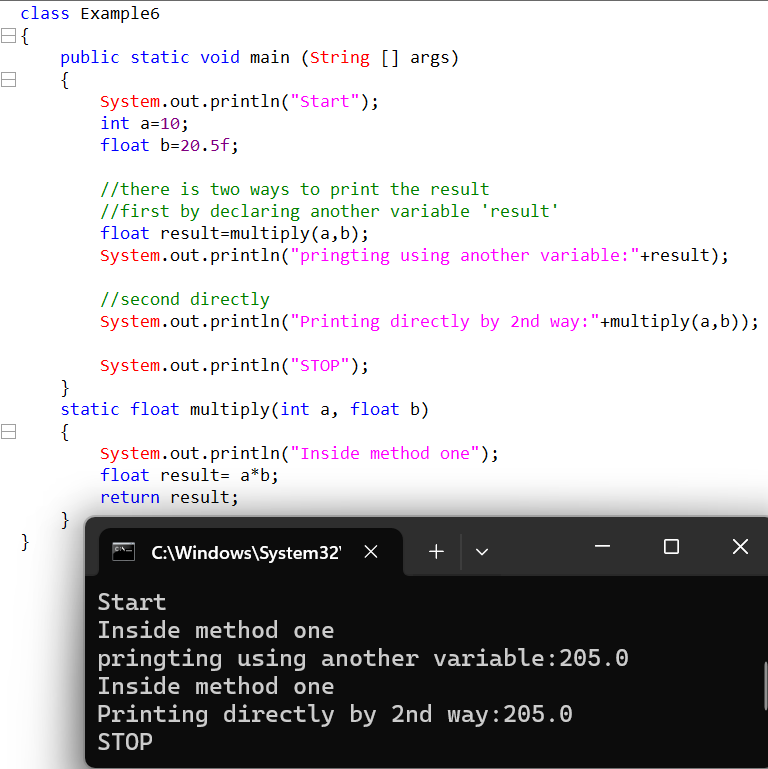 class Example6
{
public static void main (String [] args)
{
System.out.println("Start");
int a=10;
float b=20.5f;
//there is two ways to print the result
//first by declaring another variable 'result'
float result=multiply(a,b);
System.out.println("pringting using another variable:"+result);
//second directly
System.out.println("Printing directly by 2nd way:"+multiply(a,b));
System.out.println("STOP");
}
static float multiply(int a, float b)
{
System.out.println("Inside method one");
float result= a*b;
return result;
}
}
C:\Windows\System32\
Start
Inside method one
pringting using another variable:205.0
Inside method one
Printing directly by 2nd way:205.0
STOP